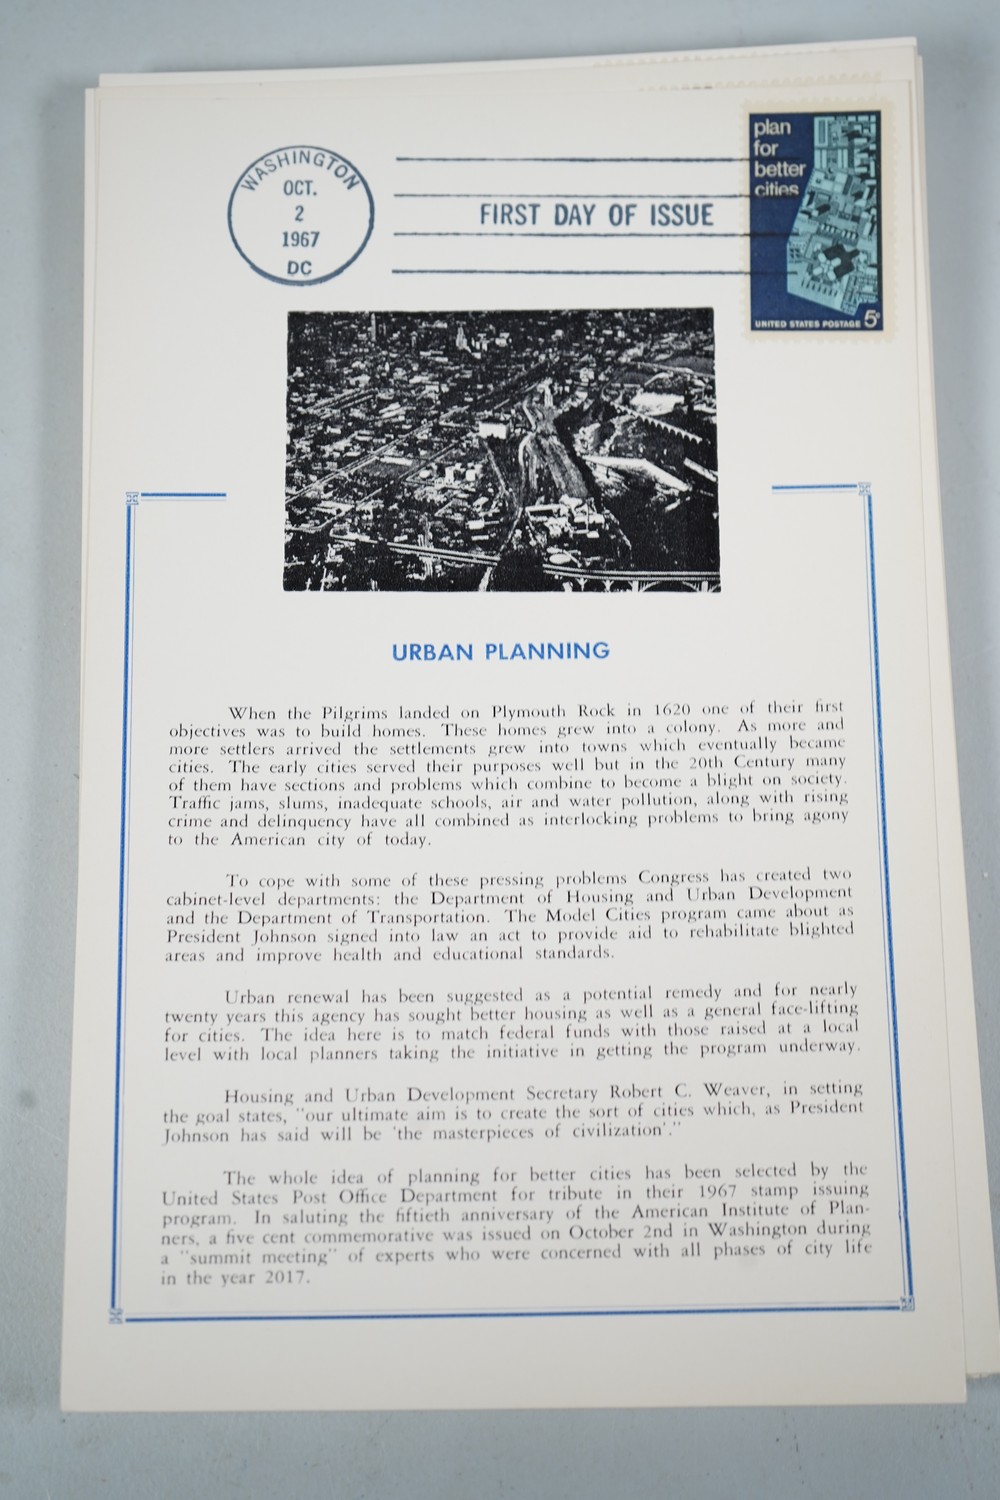 WASHINGTON
OCT.
2
1967
DC
FIRST DAY OF ISSUE
plan
for
better
cities
UNITED STATES POSTAGE 5c
URBAN PLANNING
When the Pilgrims landed on Plymouth Rock in 1620 one of their first
objectives was to build homes. These homes grew into a colony. As more and
more settlers arrived the settlements grew into towns which eventually became
cities. The early cities served their purposes well but in the 20th Century many
of them have sections and problems which combine to become a blight on society.
Traffic jams, slums, inadequate schools, air and water pollution, along with rising
crime and delinquency have all combined as interlocking problems to bring agony
to the American city of today.
To cope with some of these pressing problems Congress has created two
cabinet-level departments: the Department of Housing and Urban Development
and the Department of Transportation. The Model Cities program came about as
President Johnson signed into law an act to provide aid to rehabilitate blighted
areas and improve health and educational standards.
Urban renewal has been suggested as a potential remedy and for nearly
twenty years this agency has sought better housing as well as a general face-lifting
for cities. The idea here is to match federal funds with those raised at a local
level with local planners taking the initiative in getting the program underway.
Housing and Urban Development Secretary Robert C. Weaver, in setting
the goal states, "our ultimate aim is to create the sort of cities which, as President
Johnson has said will be 'the masterpieces of civilization'."
The whole idea of planning for better cities has been selected by the
United States Post Office Department for tribute in their 1967 stamp issuing
program. In saluting the fiftieth anniversary of the American Institute of Plan-
ners, a five cent commemorative was issued on October 2nd in Washington during
a "summit meeting" of experts who were concerned with all phases of city life
in the year 2017.